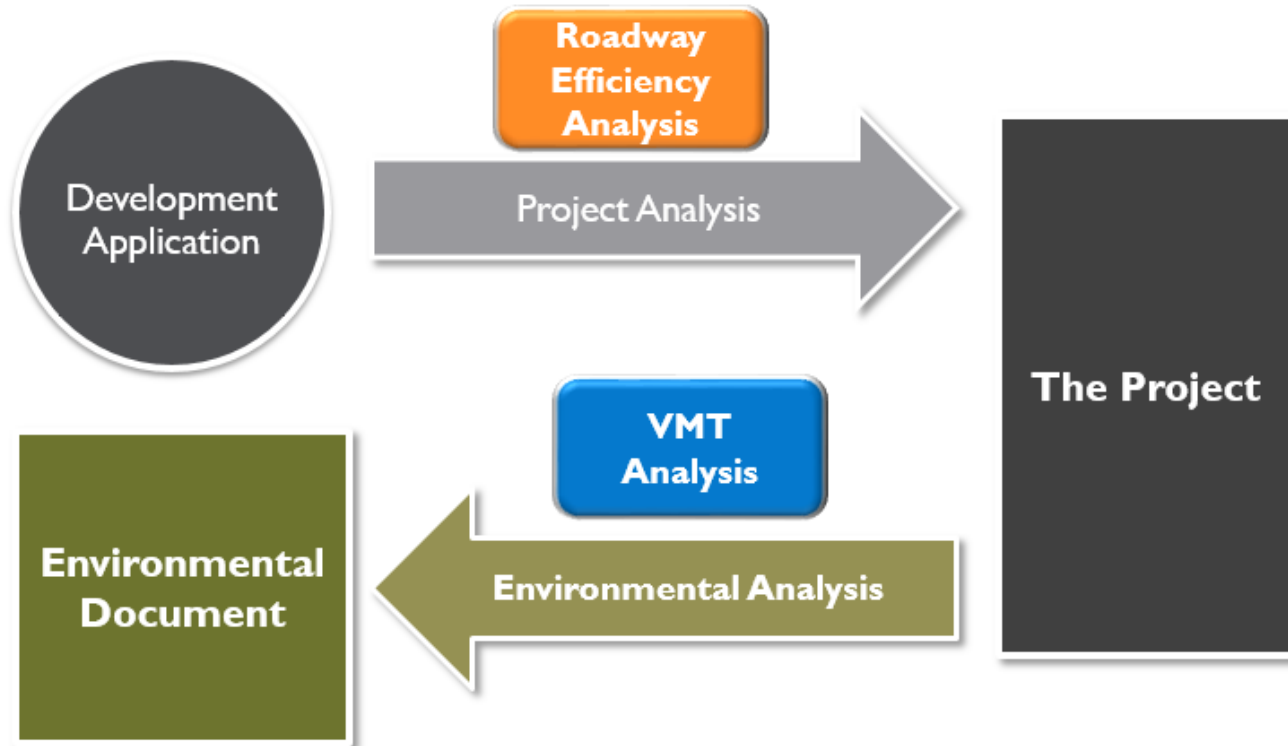 Roadway
Efficiency
Analysis
Development
Application
Project Analysis
The Project
VMT
Analysis
Environmental
Document
Environmental Analysis